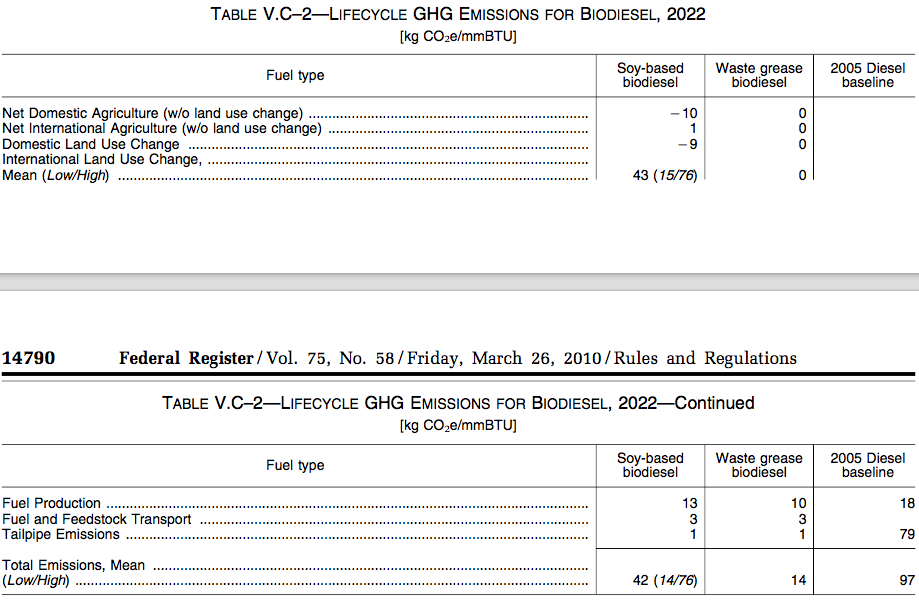 TABLE V.C–2—LIFECYCLE GHG EMISSIONS FOR BIODIESEL, 2022
[kg CO₂e/mmBTU]
Fuel type Soy-based biodiesel Waste grease biodiesel 2005 Diesel baseline
Net Domestic Agriculture (w/o land use change) −10 0
Net International Agriculture (w/o land use change) 1 0
Domestic Land Use Change −9 0
International Land Use Change,
Mean (Low/High) 43 (15/76) 0
14790 Federal Register / Vol. 75, No. 58 / Friday, March 26, 2010 / Rules and Regulations
TABLE V.C–2—LIFECYCLE GHG EMISSIONS FOR BIODIESEL, 2022—Continued
[kg CO₂e/mmBTU]
Fuel type Soy-based biodiesel Waste grease biodiesel 2005 Diesel baseline
Fuel Production 13 10 18
Fuel and Feedstock Transport 3 3
Tailpipe Emissions 1 1 79
Total Emissions, Mean
(Low/High) 42 (14/76) 14 97